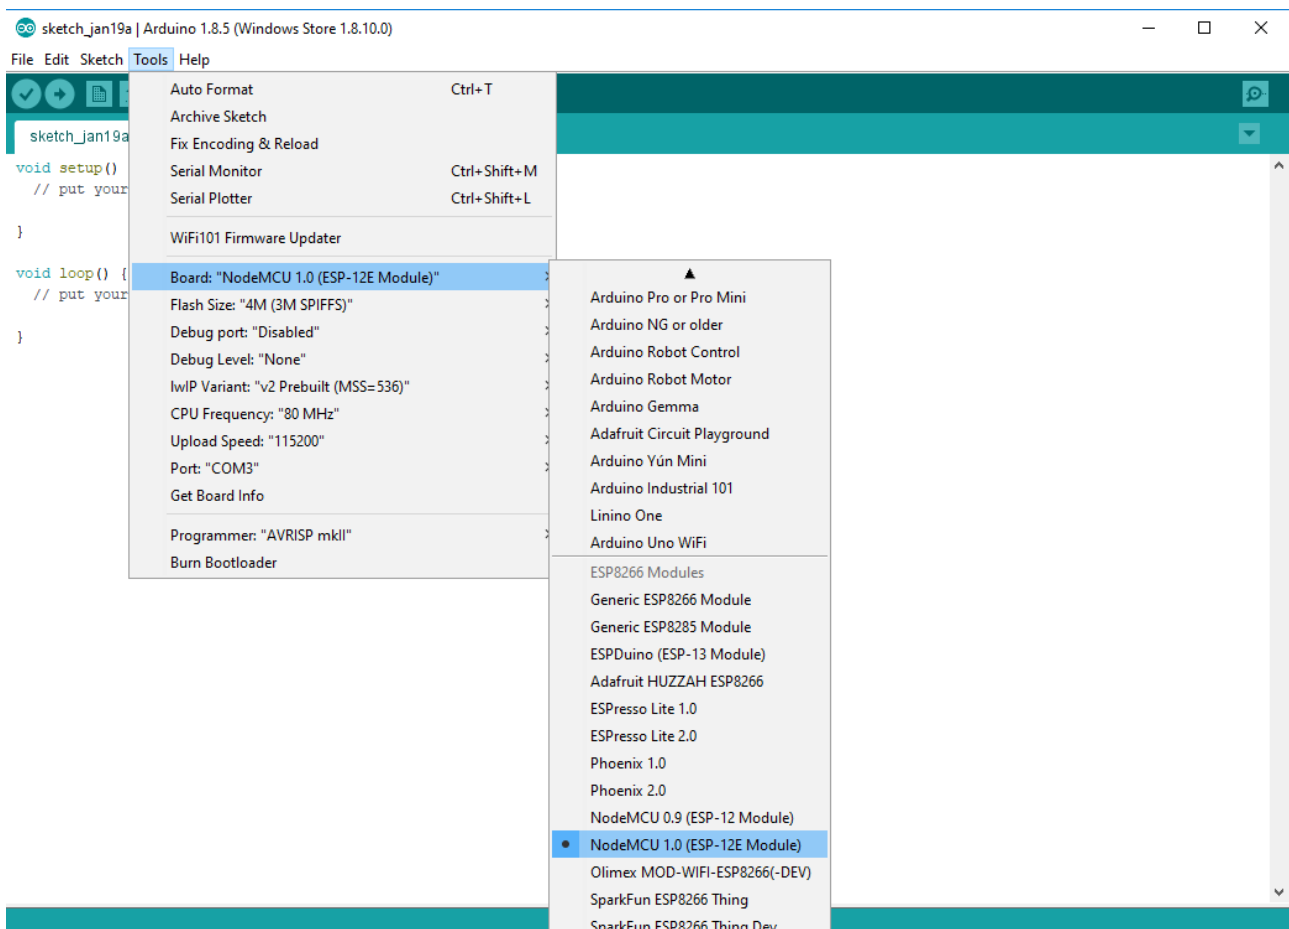 sketch_jan19a | Arduino 1.8.5 (Windows Store 1.8.10.0)
File Edit Sketch Tools Help
sketch_jan19a
void setup()
// put your
}
void loop() {
// put your
}
Auto Format Ctrl+T
Archive Sketch
Fix Encoding & Reload
Serial Monitor Ctrl+Shift+M
Serial Plotter Ctrl+Shift+L
WiFi101 Firmware Updater
Board: "NodeMCU 1.0 (ESP-12E Module)"
Flash Size: "4M (3M SPIFFS)"
Debug port: "Disabled"
Debug Level: "None"
lwIP Variant: "v2 Prebuilt (MSS=536)"
CPU Frequency: "80 MHz"
Upload Speed: "115200"
Port: "COM3"
Get Board Info
Programmer: "AVRISP mkII"
Burn Bootloader
Arduino Pro or Pro Mini
Arduino NG or older
Arduino Robot Control
Arduino Robot Motor
Arduino Gemma
Adafruit Circuit Playground
Arduino Yún Mini
Arduino Industrial 101
Linino One
Arduino Uno WiFi
ESP8266 Modules
Generic ESP8266 Module
Generic ESP8285 Module
ESPDuino (ESP-13 Module)
Adafruit HUZZAH ESP8266
ESPresso Lite 1.0
ESPresso Lite 2.0
Phoenix 1.0
Phoenix 2.0
NodeMCU 0.9 (ESP-12 Module)
NodeMCU 1.0 (ESP-12E Module)
Olimex MOD-WIFI-ESP8266(-DEV)
SparkFun ESP8266 Thing
SparkFun ESP8266 Thing Dev